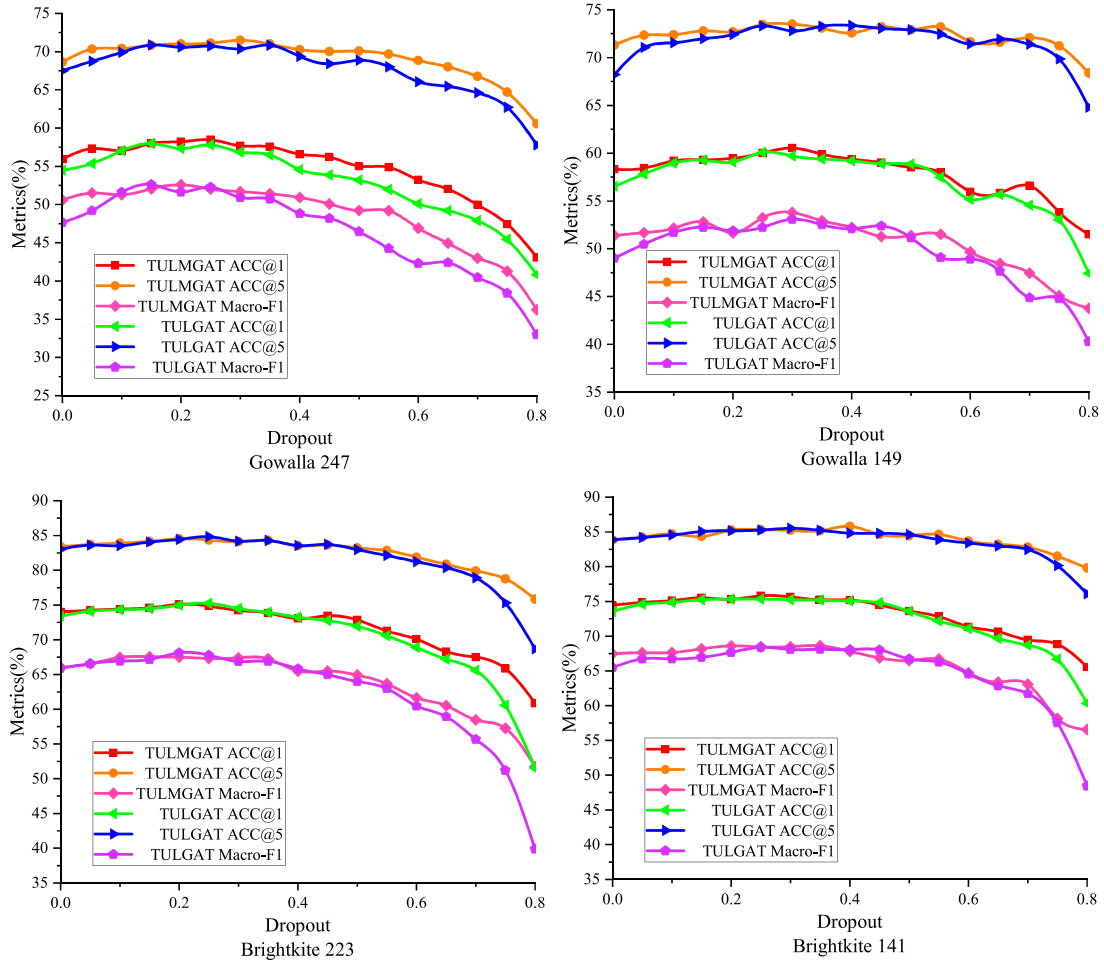 75
70
65
60
55
50
45
40
35
30
25
Metrics(%)
TULMGAT ACC@1
TULMGAT ACC@5
TULMGAT Macro-F1
TULGAT ACC@1
TULGAT ACC@5
TULGAT Macro-F1
0.0 0.2 0.4 0.6 0.8
Dropout
Gowalla 247
75
70
65
60
55
50
45
40
35
Metrics(%)
TULMGAT ACC@1
TULMGAT ACC@5
TULMGAT Macro-F1
TULGAT ACC@1
TULGAT ACC@5
TULGAT Macro-F1
0.0 0.2 0.4 0.6 0.8
Dropout
Gowalla 149
90
85
80
75
70
65
60
55
50
45
40
35
Metrics(%)
TULMGAT ACC@1
TULMGAT ACC@5
TULMGAT Macro-F1
TULGAT ACC@1
TULGAT ACC@5
TULGAT Macro-F1
0.0 0.2 0.4 0.6 0.8
Dropout
Brightkite 223
90
85
80
75
70
65
60
55
50
45
40
35
Metrics(%)
TULMGAT ACC@1
TULMGAT ACC@5
TULMGAT Macro-F1
TULGAT ACC@1
TULGAT ACC@5
TULGAT Macro-F1
0.0 0.2 0.4 0.6 0.8
Dropout
Brightkite 141